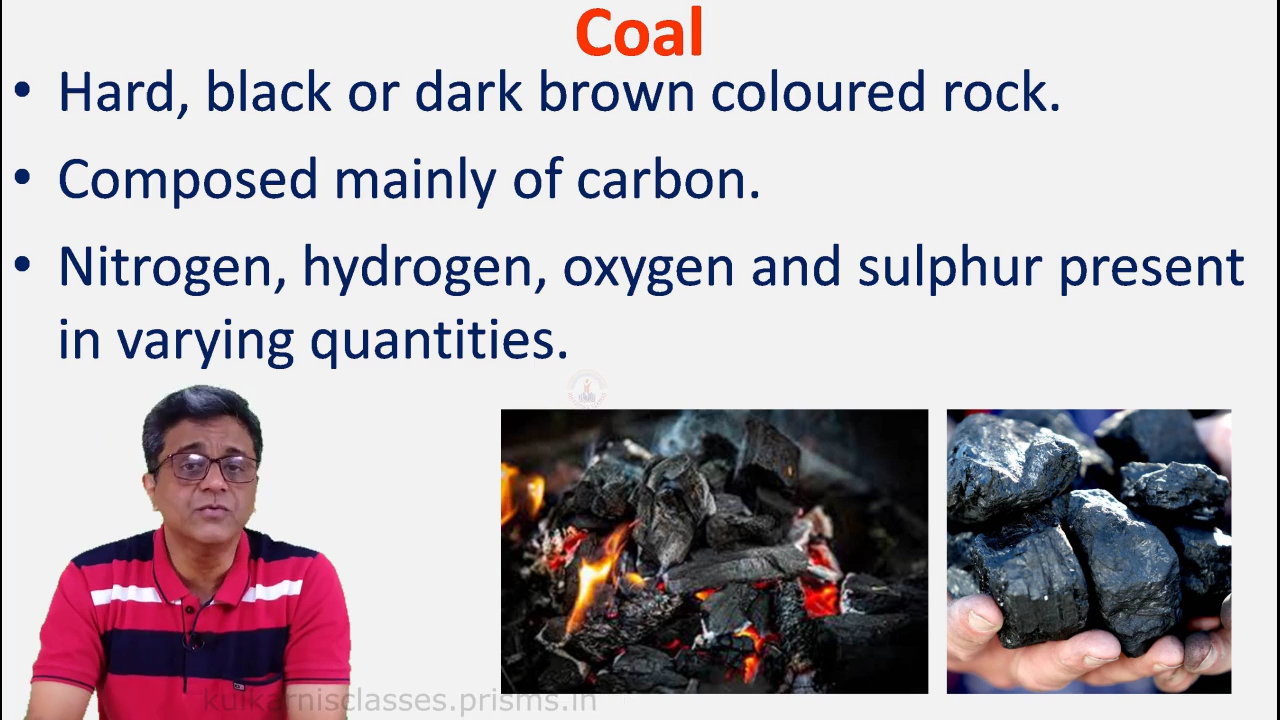 Coal
• Hard, black or dark brown coloured rock.
• Composed mainly of carbon.
• Nitrogen, hydrogen, oxygen and sulphur present
in varying quantities.
kulkarnisclasses.prisms.in